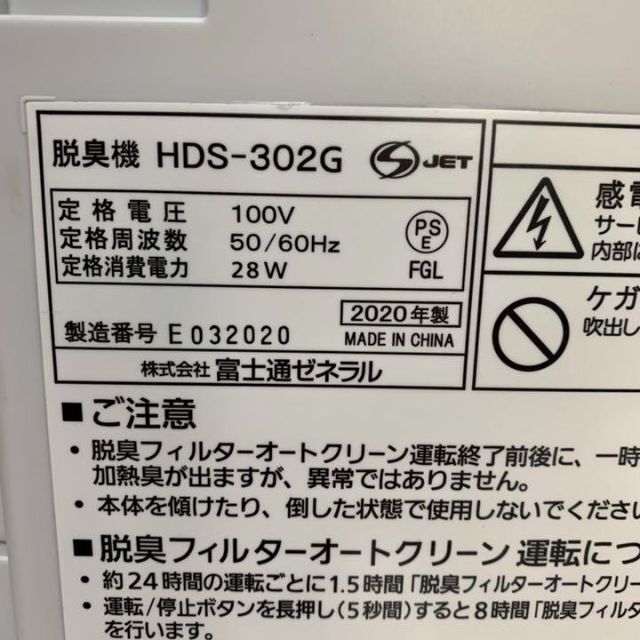 脱臭機 HDS-302G S JET
定格電圧 100V
定格周波数 50/60Hz
定格消費電力 28W
PS
E
FGL
製造番号 E032020
2020年製
MADE IN CHINA
株式会社 富士通ゼネラル
感電
サービ
内部は
ケガ
吹出し
■ご注意
・脱臭フィルターオートクリーン運転終了前後に、一時
加熱臭が出ますが、異常ではありません。
・本体を傾けたり、倒した状態で使用しないでください
■脱臭フィルターオートクリーン 運転につ
・約24時間の運転ごとに1.5時間「脱臭フィルターオートクリー
・運転/停止ボタンを長押し(5秒間)すると8時間「脱臭フィル
を行います。